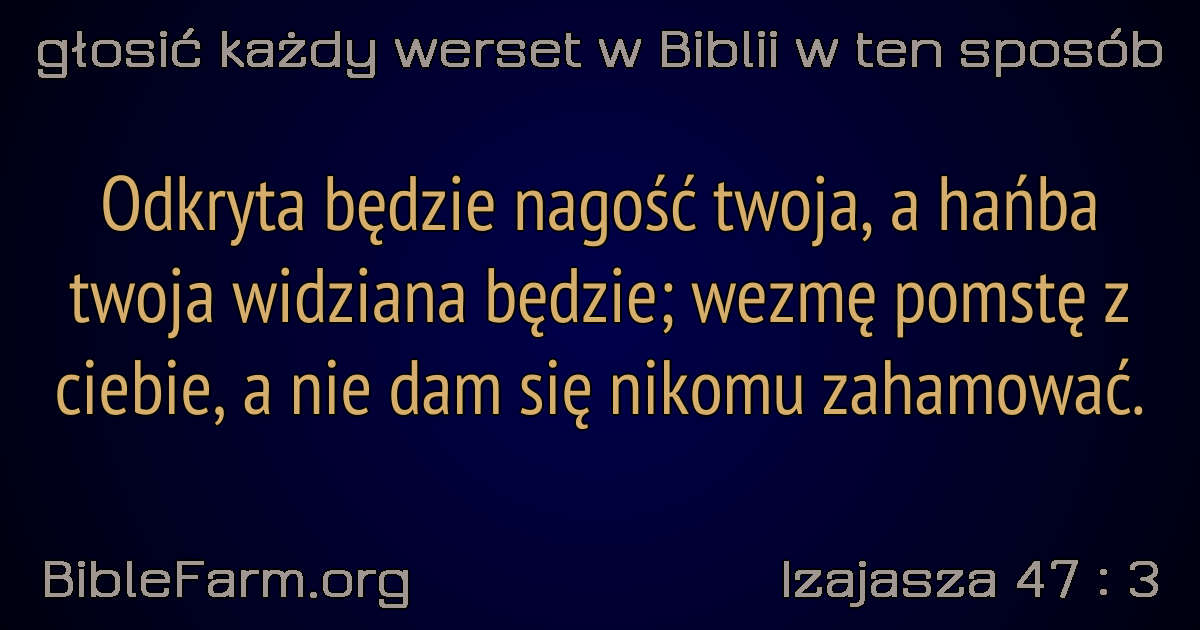 głosić każdy werset w Biblii w ten sposób
Odkryta będzie nagość twoja, a hańba
twoja widziana będzie; wezmę pomstę z
ciebie, a nie dam się nikomu zahamować.
BibleFarm.org
Izajasza 47 : 3